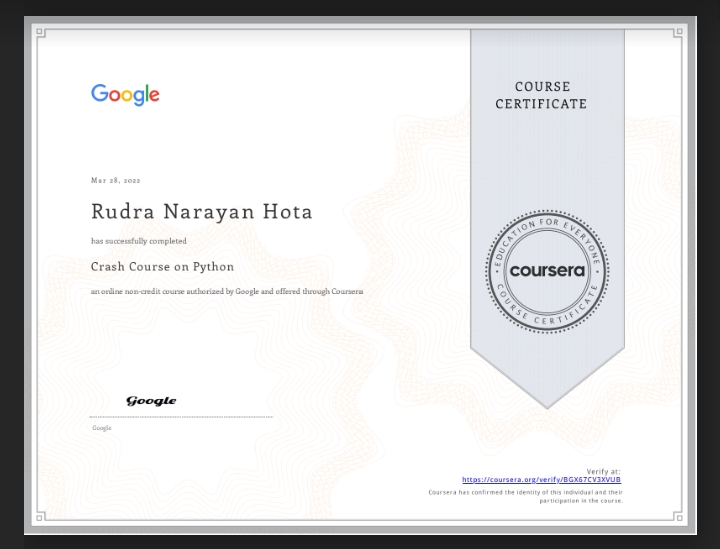 Google
COURSE
CERTIFICATE
Mar 28, 2022
Rudra Narayan Hota
has successfully completed
Crash Course on Python
an online non-credit course authorized by Google and offered through Coursera
EDUCATION FOR EVERYONE
coursera
COURSE CERTIFICATE
Google
Google
Verify at:
https://coursera.org/verify/BGX67CV3XVUB
Coursera has confirmed the identity of this individual and their
participation in the course.